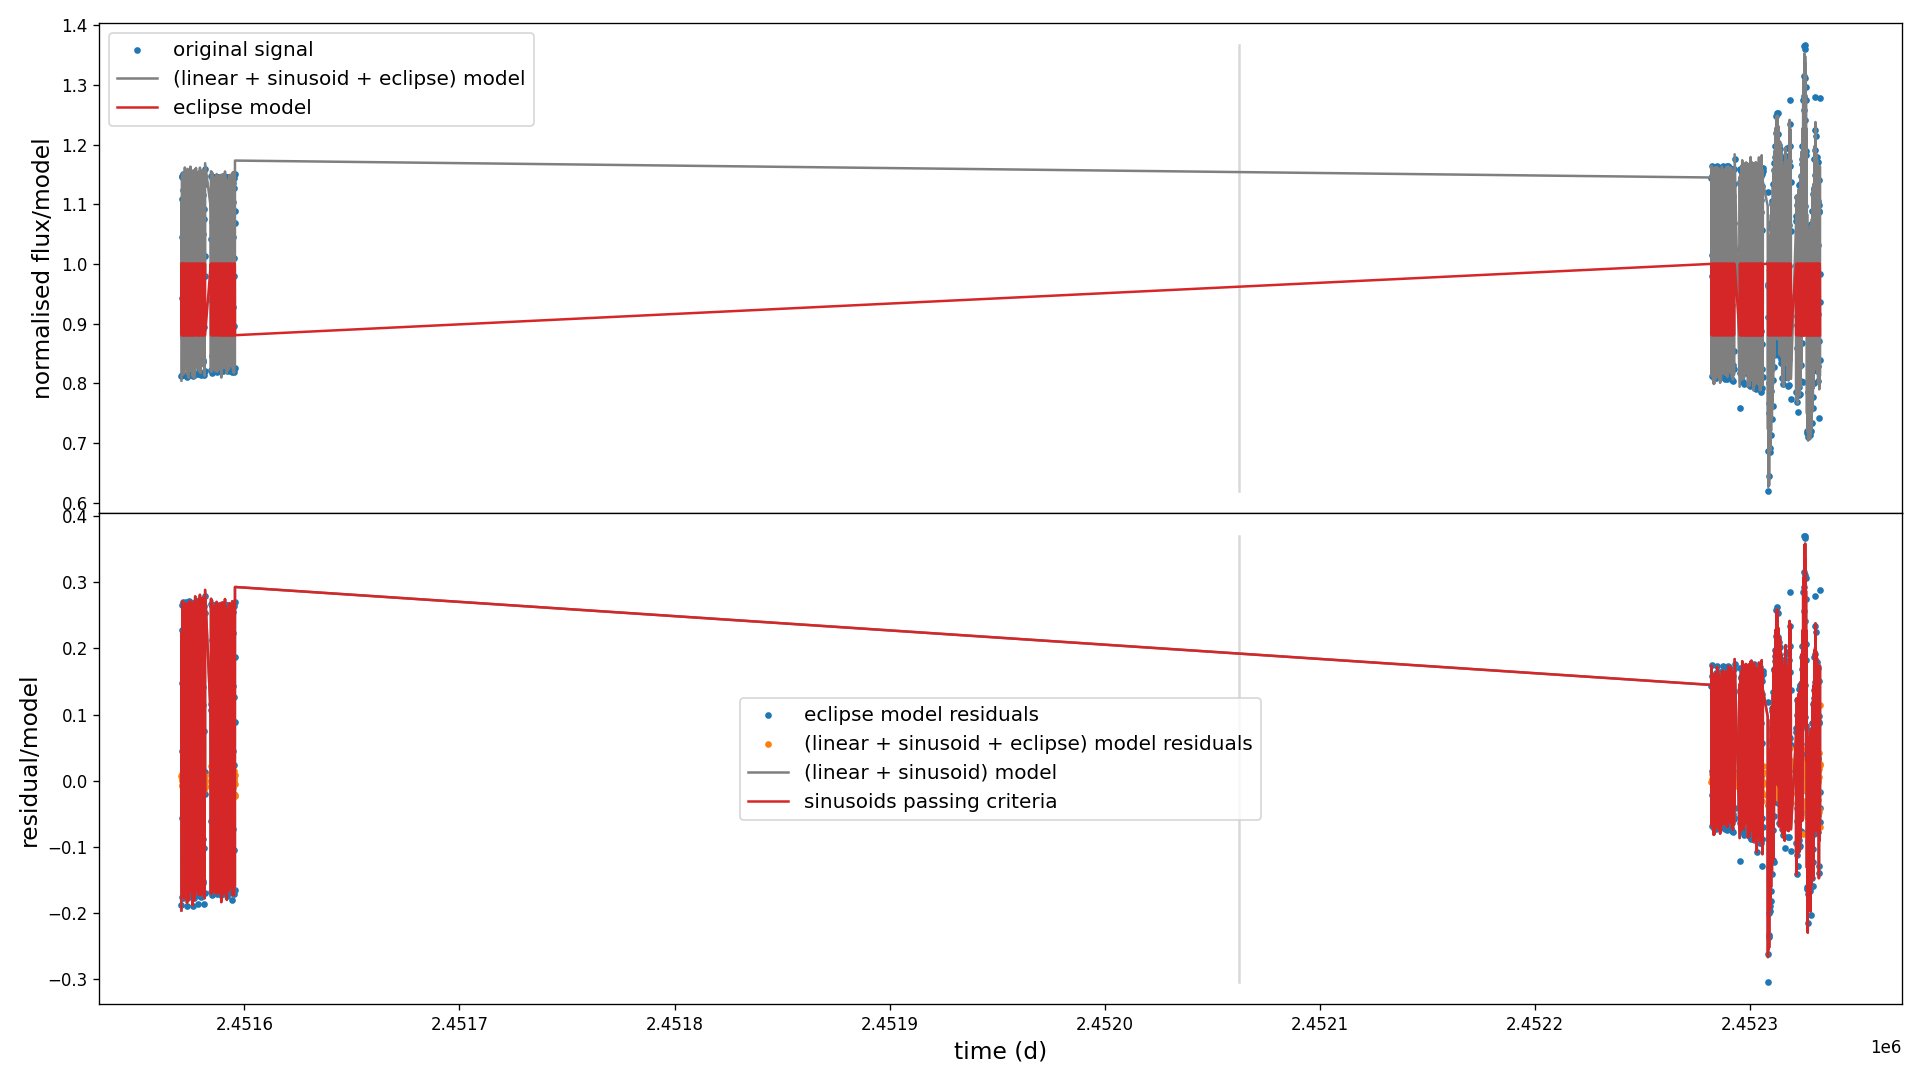 1.4
1.3
1.2
1.1
1.0
0.9
0.8
0.7
0.6
normalised flux/model
original signal
(linear + sinusoid + eclipse) model
eclipse model
0.4
0.3
0.2
0.1
0.0
−0.1
−0.2
−0.3
residual/model
eclipse model residuals
(linear + sinusoid + eclipse) model residuals
(linear + sinusoid) model
sinusoids passing criteria
2.4516 2.4517 2.4518 2.4519 2.4520 2.4521 2.4522 2.4523
1e6
time (d)